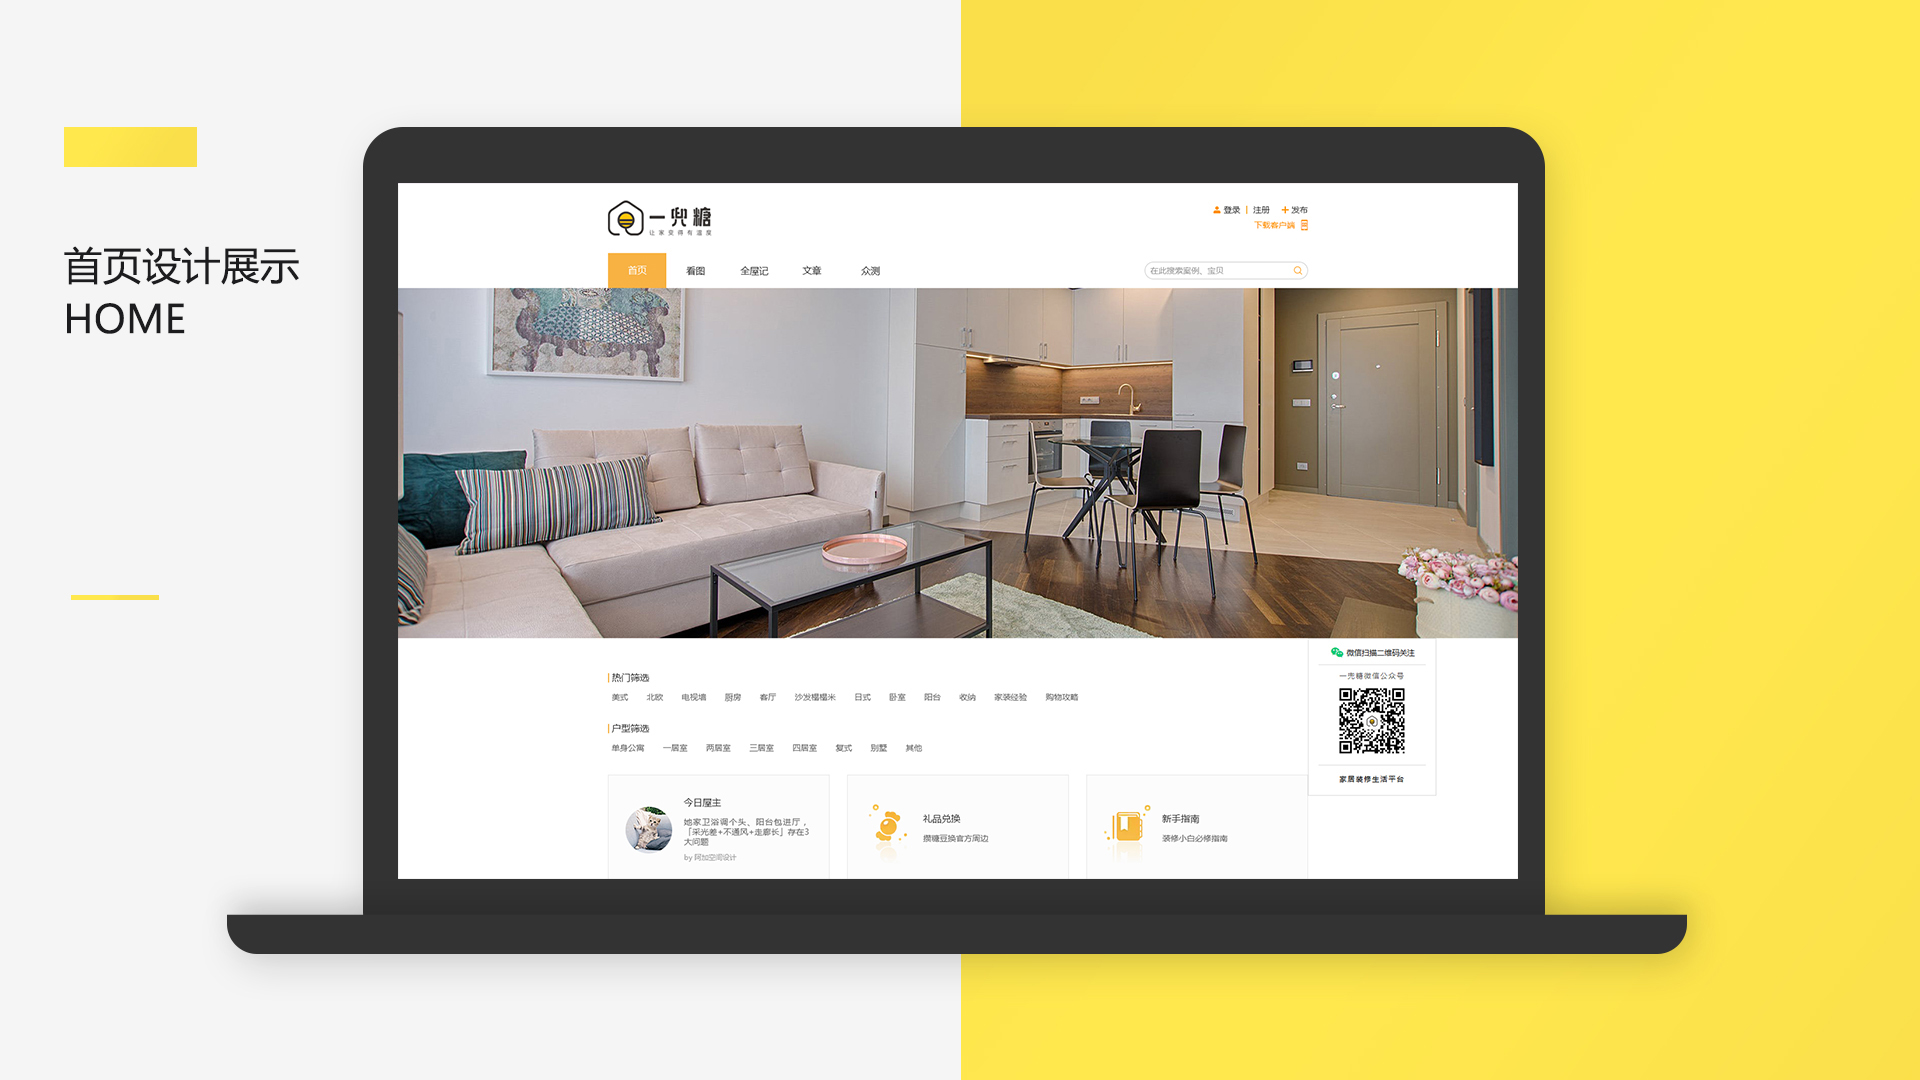 首页设计展示
HOME
一兜糖
让家变得有温度
登录 | 注册 + 发布
下载客户端
首页 看图 全屋记 文章 众测
在此搜索案例、宝贝
微信扫描二维码关注
一兜糖微信公众号
家居装修生活平台
热门筛选
美式 北欧 电视墙 厨房 客厅 沙发榻榻米 日式 卧室 阳台 收纳 家装经验 购物攻略
户型筛选
单身公寓 一居室 两居室 三居室 四居室 复式 别墅 其他
今日屋主
她家卫浴调个头、阳台包进厅，
「采光差+不通风+走廊长」存在3
大问题
by 阿加空间设计
礼品兑换
攒糖豆换官方周边
新手指南
装修小白必修指南